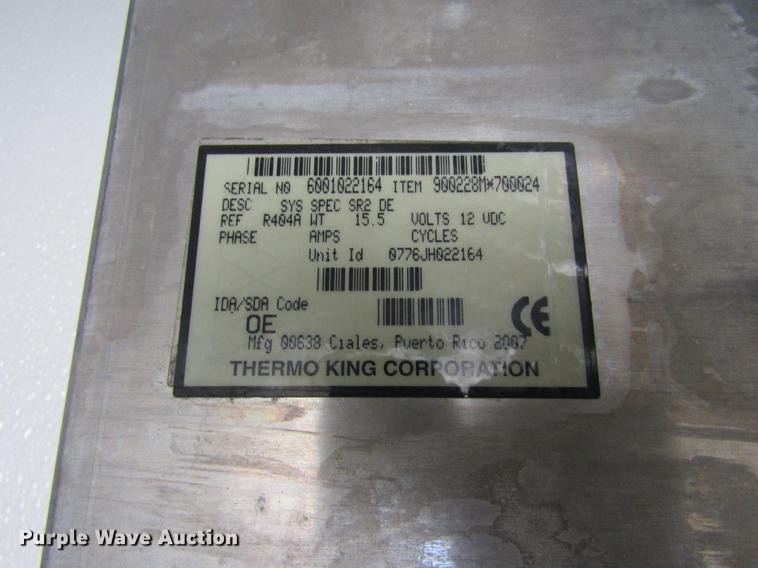 SERIAL NO 6001022164 ITEM 900228M*700024
DESC SYS SPEC SR2 DE
REF R404A WT 15.5 VOLTS 12 VDC
PHASE AMPS CYCLES
Unit Id 0776JH022164
IDA/SDA Code
OE
CE
Mfg 00638 Ciales, Puerto Rico 2007
THERMO KING CORPORATION
Purple Wave Auction®